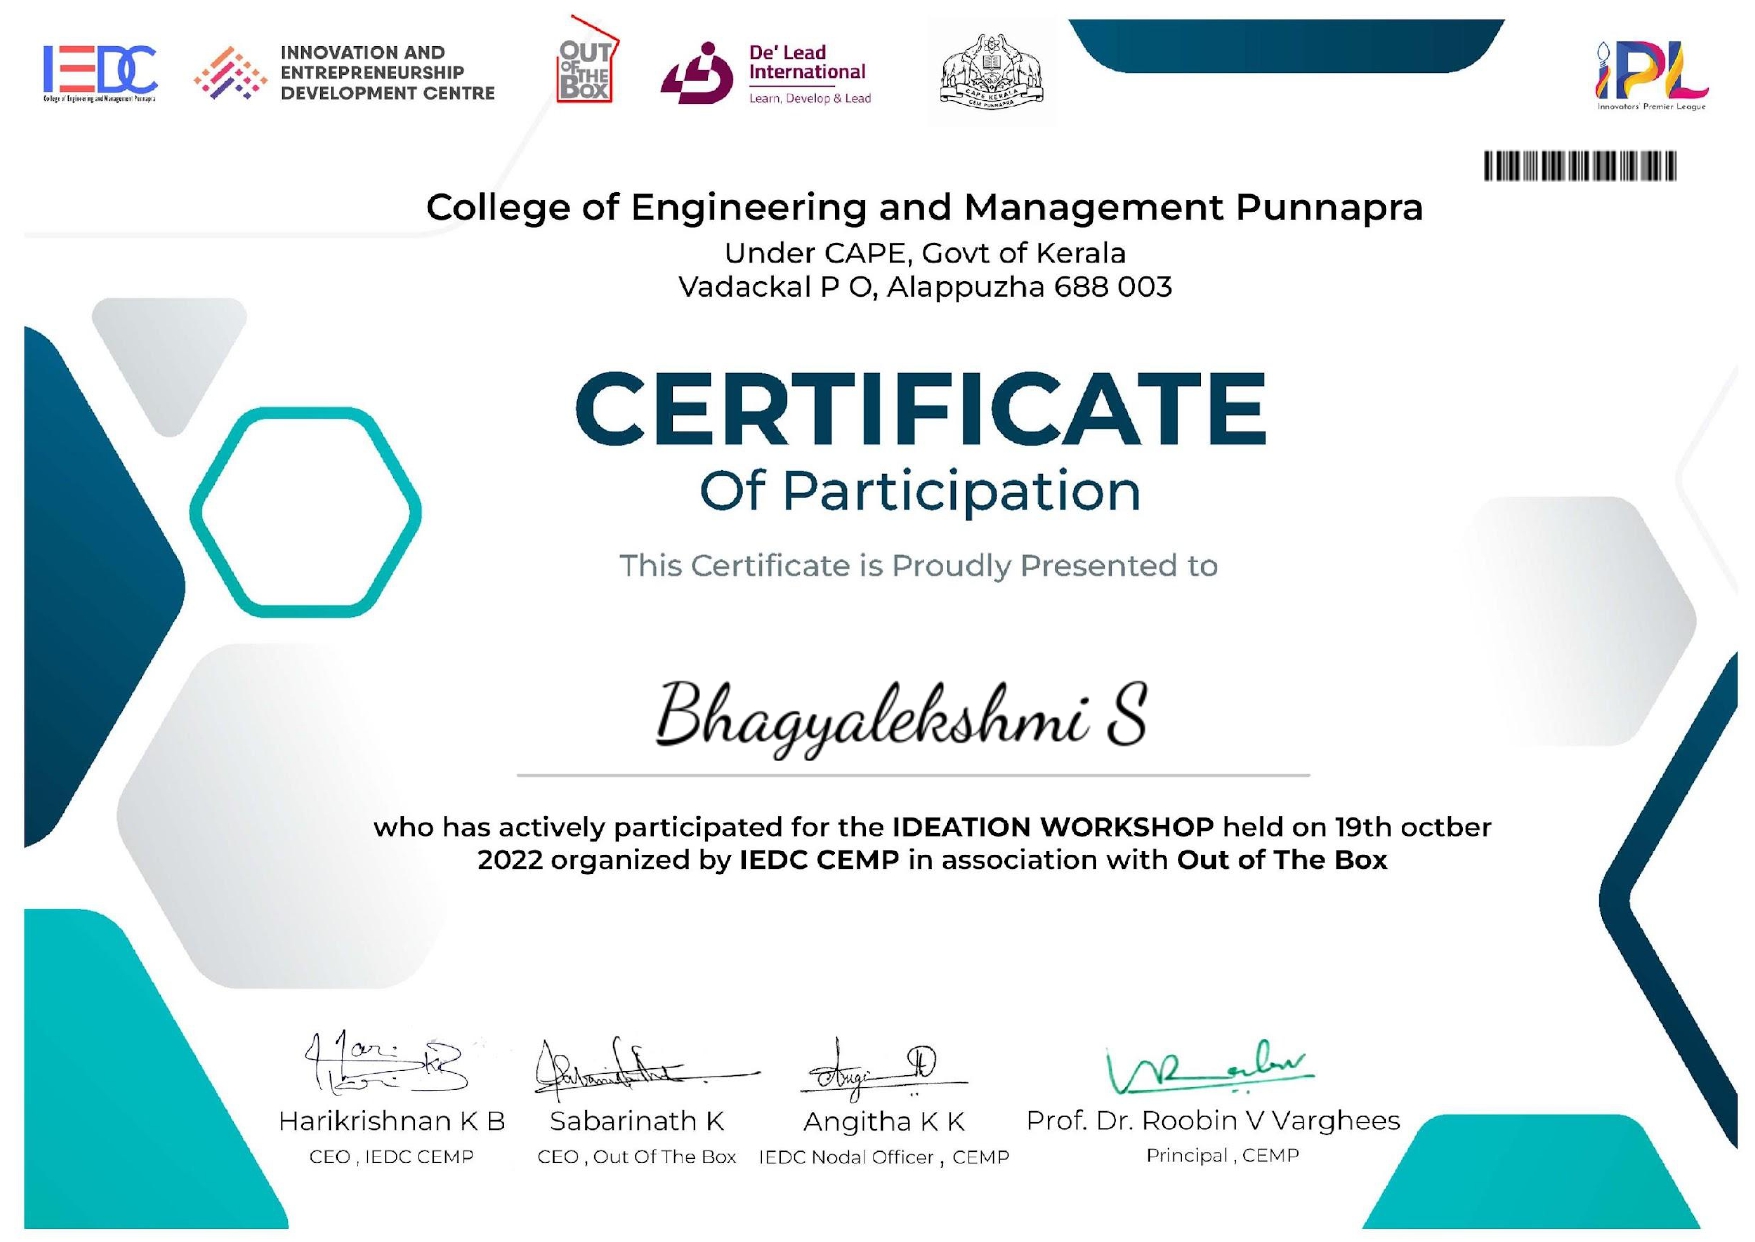 IEDC
College of Engineering and Management Punnapra
INNOVATION AND
ENTREPRENEURSHIP
DEVELOPMENT CENTRE
OUT
OF
THE
BOX
De' Lead
International
Learn, Develop & Lead
CAPE KERALA
CEM PUNNAPRA
iPL
Innovators' Premier League
College of Engineering and Management Punnapra
Under CAPE, Govt of Kerala
Vadackal P O, Alappuzha 688 003
CERTIFICATE
Of Participation
This Certificate is Proudly Presented to
Bhagyalekshmi S
who has actively participated for the IDEATION WORKSHOP held on 19th octber
2022 organized by IEDC CEMP in association with Out of The Box
Harikrishnan K B
CEO , IEDC CEMP
Sabarinath K
CEO , Out Of The Box
Angitha K K
IEDC Nodal Officer , CEMP
Prof. Dr. Roobin V Varghees
Principal , CEMP